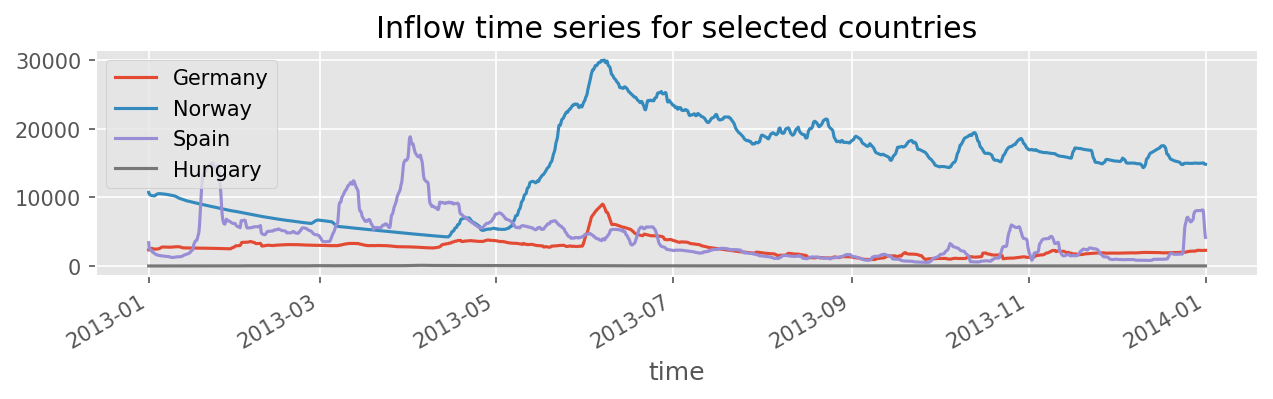 Inflow time series for selected countries
30000
20000
10000
0
Germany
Norway
Spain
Hungary
2013-01
2013-03
2013-05
2013-07
2013-09
2013-11
2014-01
time